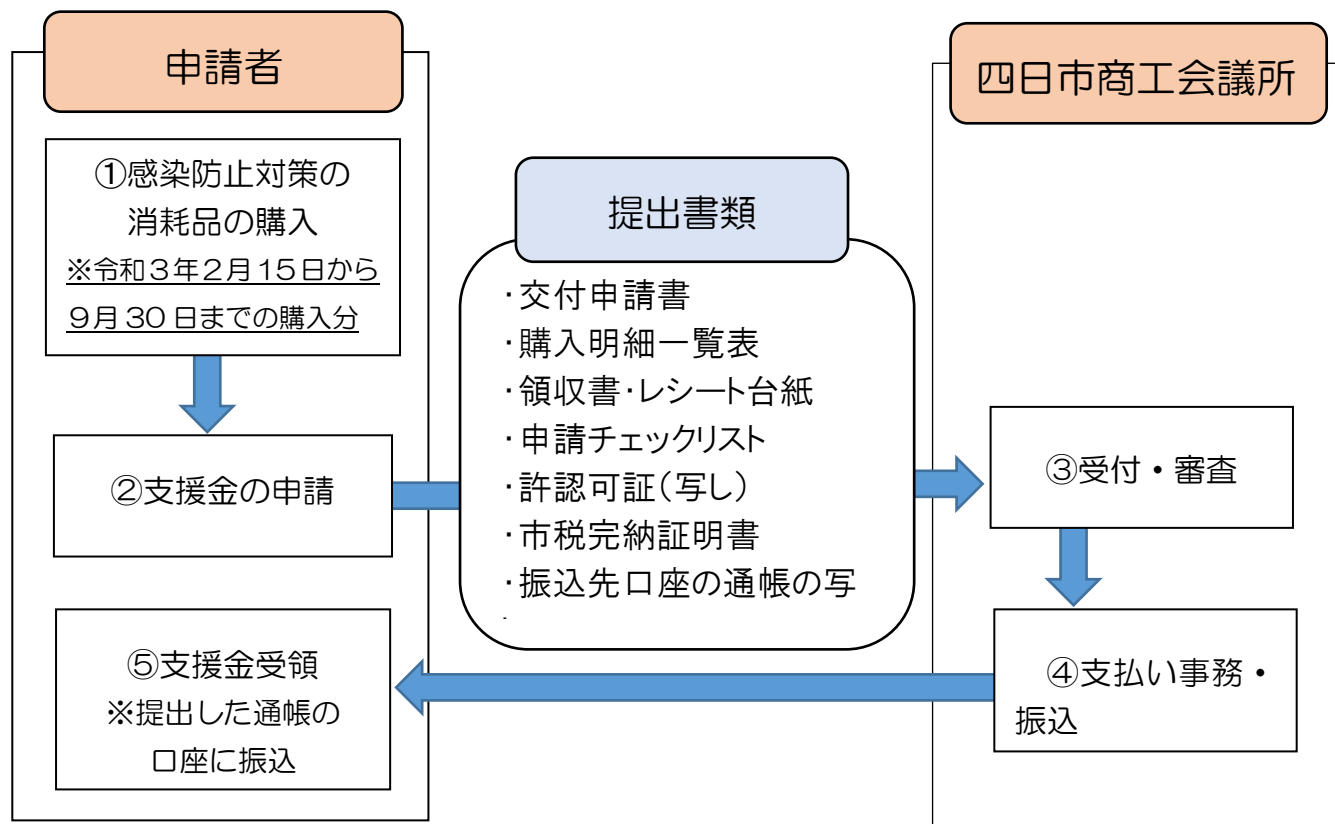 申請者
①感染防止対策の
消耗品の購入
※令和３年２月15日から
９月30日までの購入分
②支援金の申請
⑤支援金受領
※提出した通帳の
口座に振込
提出書類
・交付申請書
・購入明細一覧表
・領収書・レシート台紙
・申請チェックリスト
・許認可証（写し）
・市税完納証明書
・振込先口座の通帳の写
四日市商工会議所
③受付・審査
④支払い事務・
振込